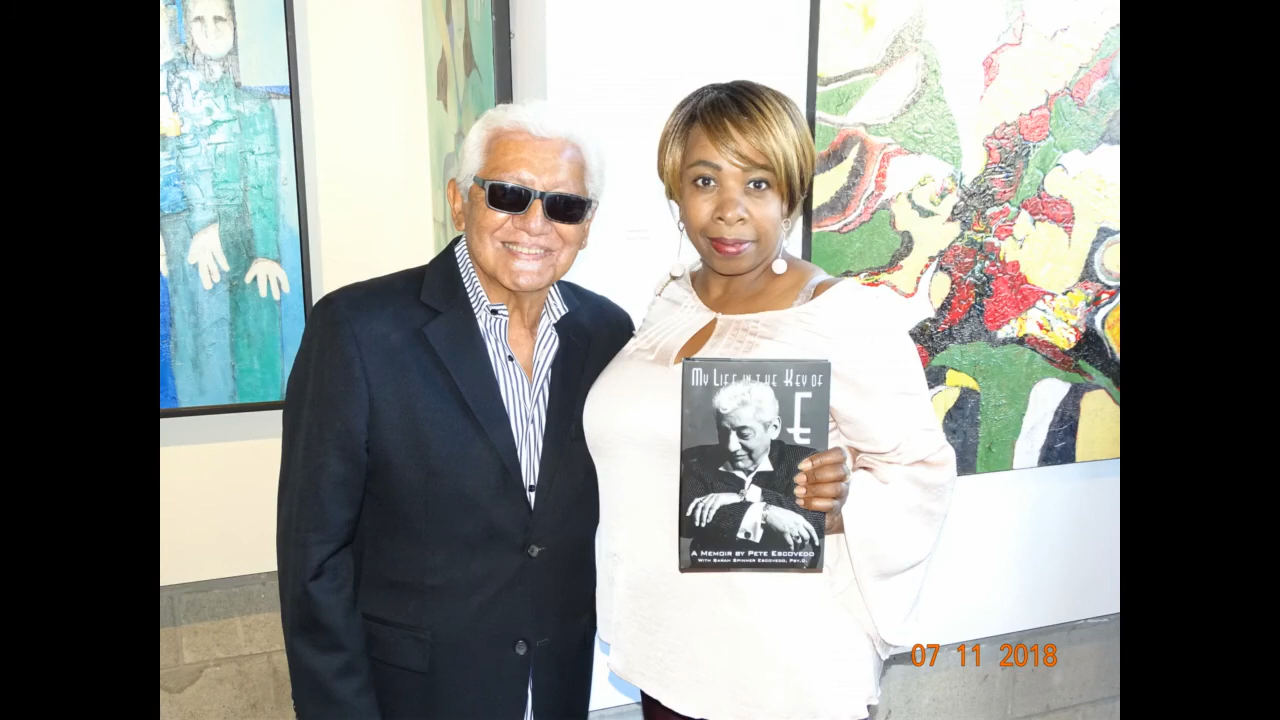 My Life in the Key of
E
A Memoir by Pete Escovedo
with Sarah Spinner Escovedo, Psy.D.
07 11 2018